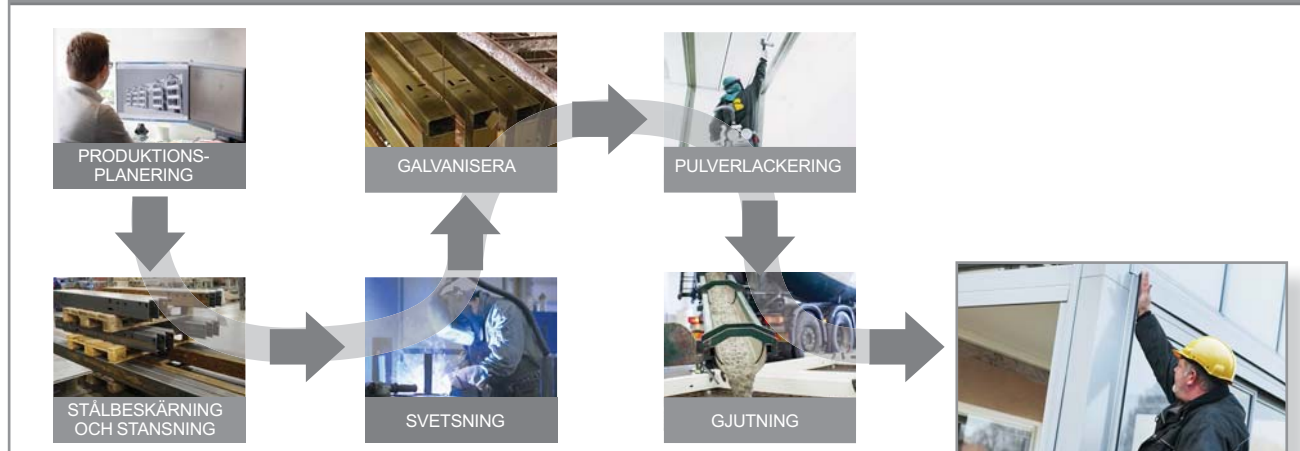 PRODUKTIONS-
PLANERING
STÅLBESKÄRNING
OCH STANSNING
SVETSNING
GALVANISERA
PULVERLACKERING
GJUTNING